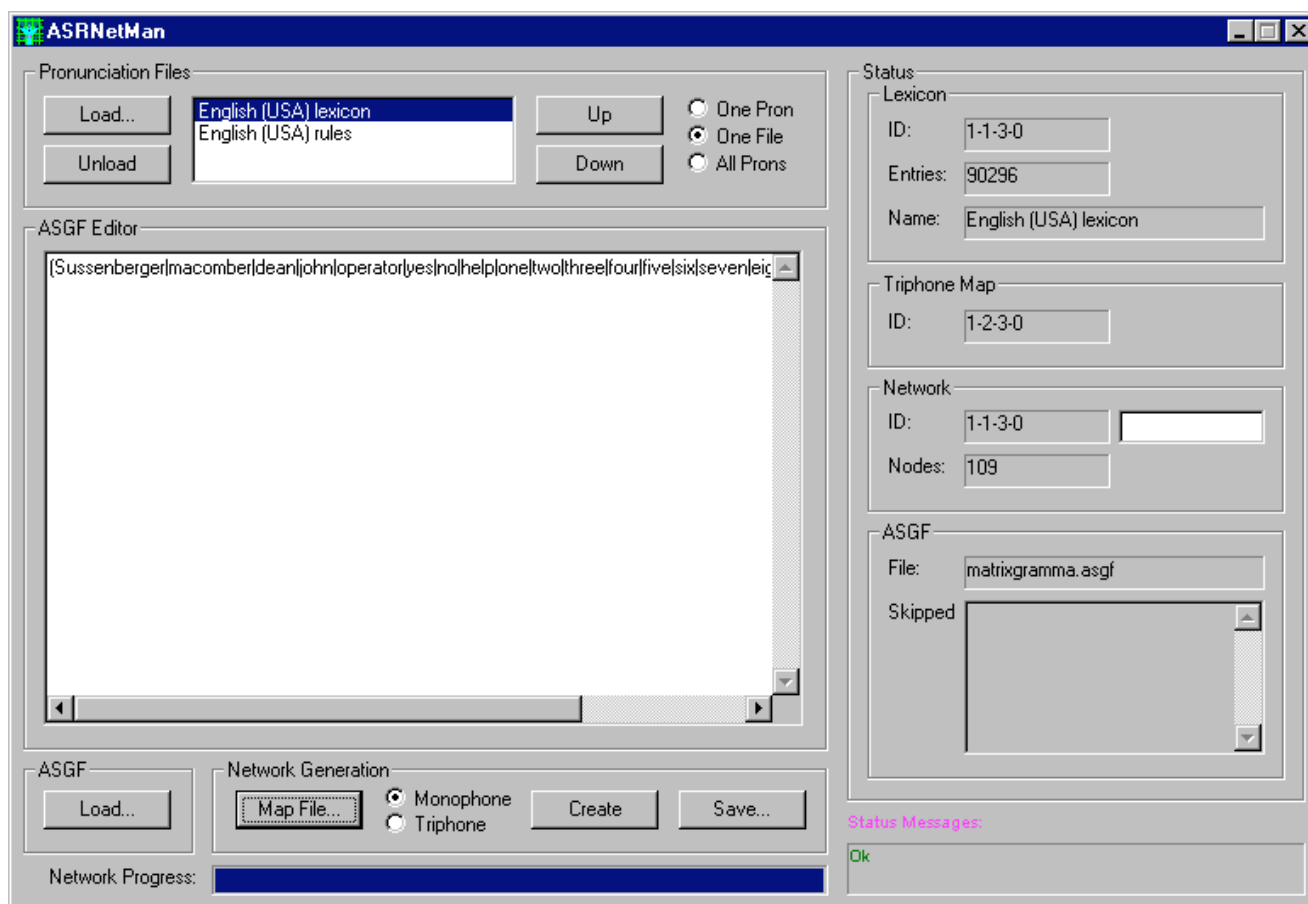 ASRNetMan
Pronunciation Files
Load...
Unload
English (USA) lexicon
English (USA) rules
Up
Down
One Pron
One File
All Prons
ASGF Editor
(Sussenberger|macomber|dean|john|operator|yes|no|help|one|two|three|four|five|six|seven|eig
ASGF
Load...
Network Generation
Map File...
Monophone
Triphone
Create
Save...
Network Progress:
Status
Lexicon
ID: 1-1-3-0
Entries: 90296
Name: English (USA) lexicon
Triphone Map
ID: 1-2-3-0
Network
ID: 1-1-3-0
Nodes: 109
ASGF
File: matrixgramma.asgf
Skipped
Status Messages:
Ok